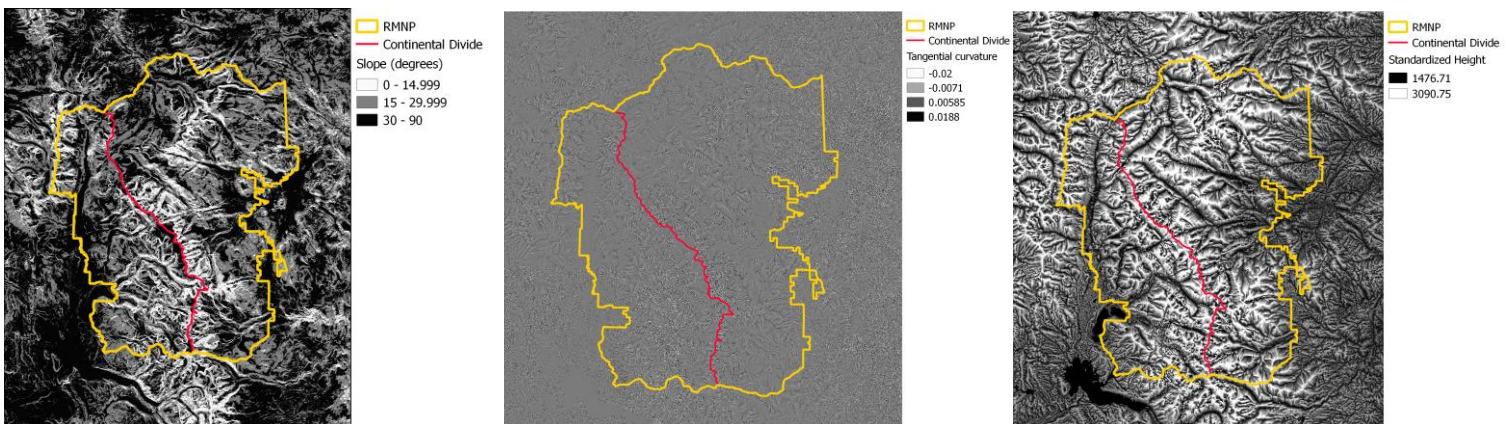 RMNP
Continental Divide
Slope (degrees)
0 - 14.999
15 - 29.999
30 - 90
RMNP
Continental Divide
Tangential curvature
-0.02
-0.0071
0.00585
0.0188
RMNP
Continental Divide
Standardized Height
1476.71
3090.75